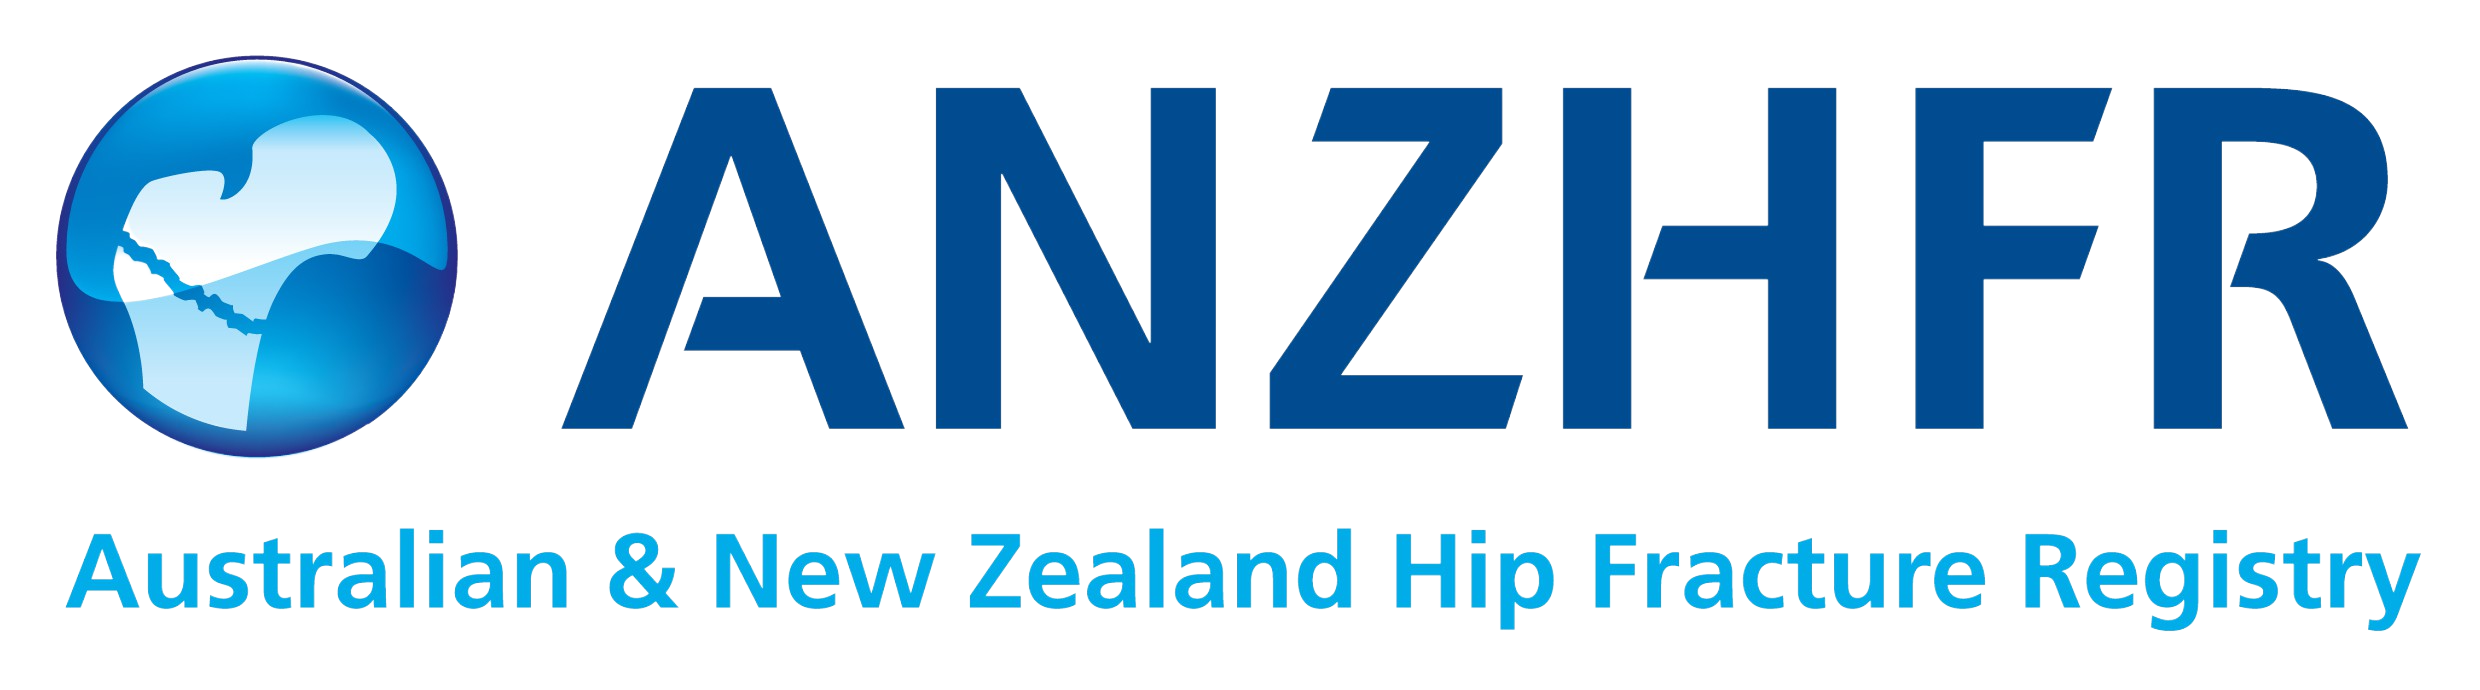 ANZHFR
Australian & New Zealand Hip Fracture Registry